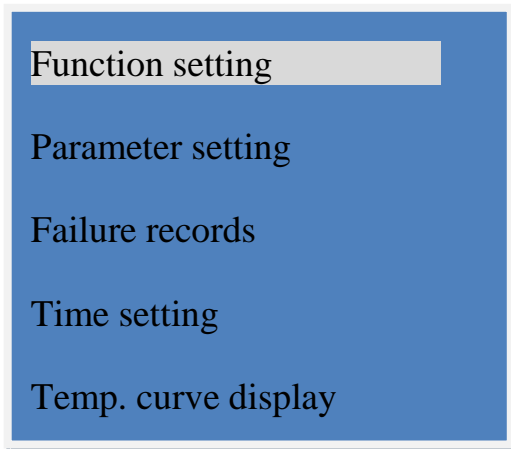 Function setting
Parameter setting
Failure records
Time setting
Temp. curve display